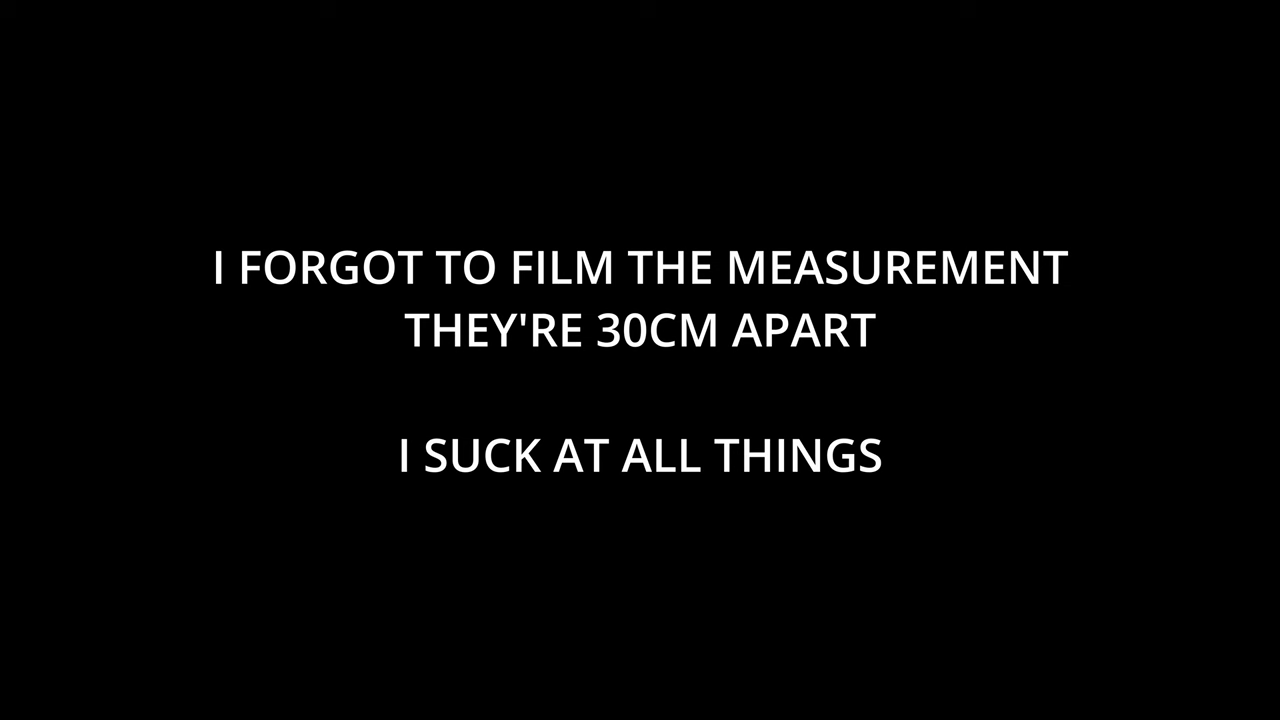 I FORGOT TO FILM THE MEASUREMENT
THEY'RE 30CM APART
I SUCK AT ALL THINGS